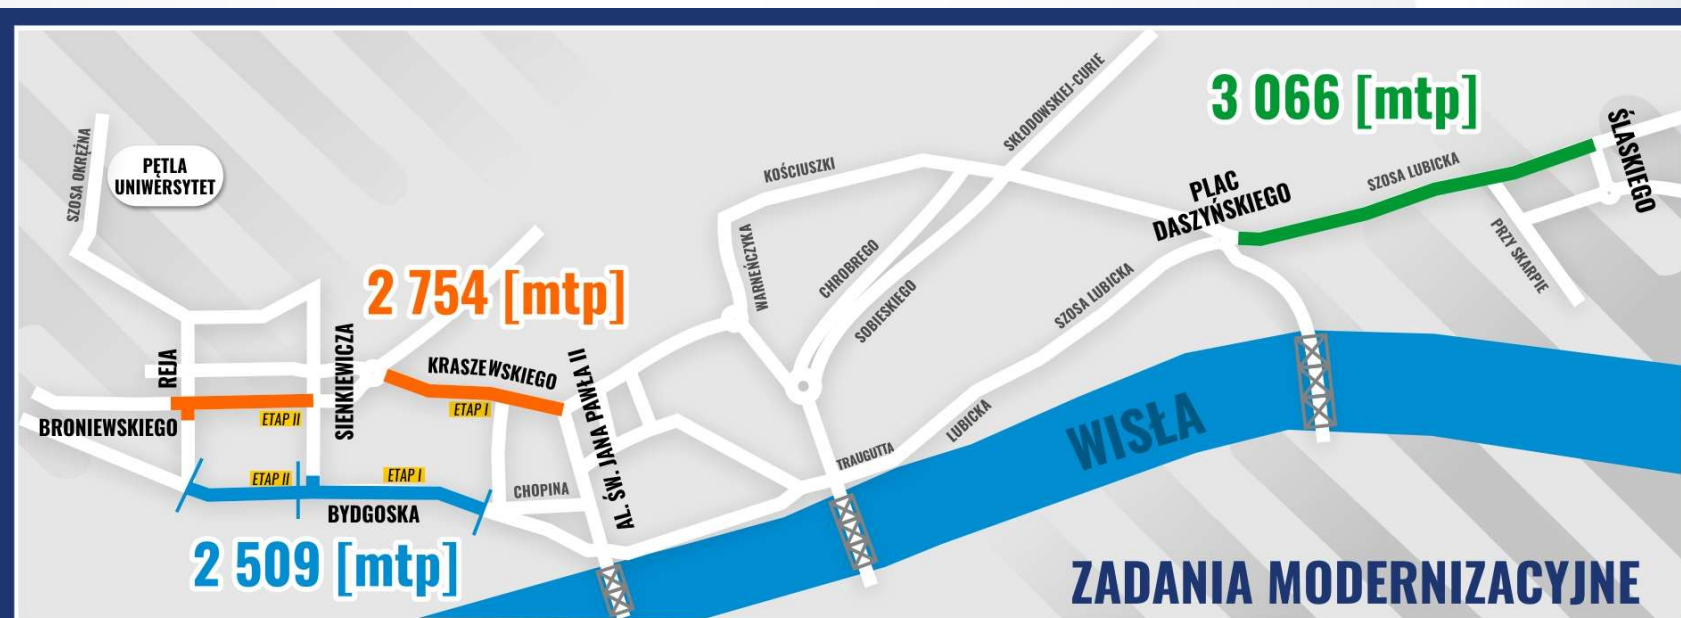 SZOSA OKRĘŻNA
PĘTLA
UNIWERSYTET
2 754 [mtp]
REJA
SIENKIEWICZA
KRASZEWSKIEGO
ETAP I
ETAP II
BRONIEWSKIEGO
ETAP II
ETAP I
BYDGOSKA
2 509 [mtp]
CHOPINA
AL. ŚW. JANA PAWŁA II
WARNEŃCZYKA
KOŚCIUSZKI
CHROBREGO
SOBIESKIEGO
SKŁODOWSKIEJ-CURIE
TRAUGUTTA
LUBICKA
SZOSA LUBICKA
PLAC
DASZYŃSKIEGO
3 066 [mtp]
SZOSA LUBICKA
ŚLĄSKIEGO
PRZY SKARPIE
WISŁA
ZADANIA MODERNIZACYJNE